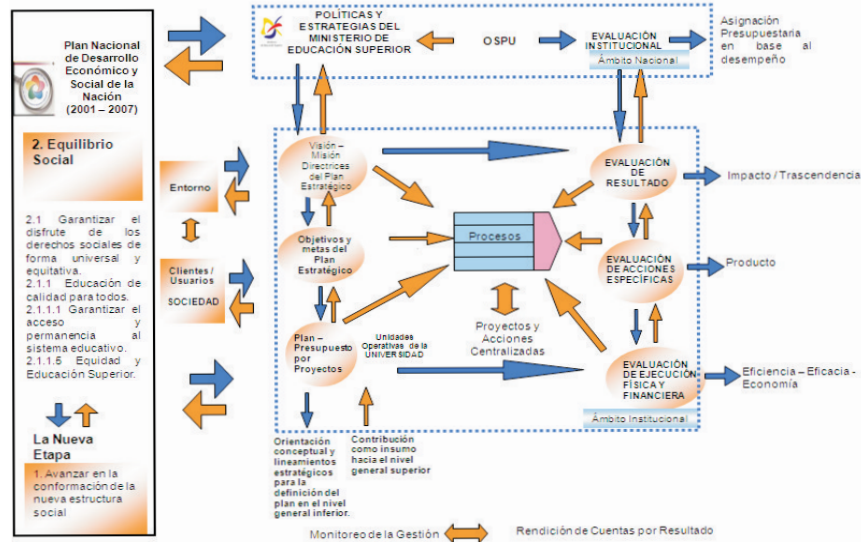 Plan Nacional
de Desarrollo
Económico y
Social de la
Nación
(2001 – 2007)
2. Equilibrio
Social
2.1 Garantizar el
disfrute de los
derechos sociales de
forma universal y
equitativa.
2.1.1 Educación de
calidad para todos.
2.1.1.1 Garantizar el
acceso y
permanencia al
sistema educativo.
2.1.1.5 Equidad y
Educación Superior.
La Nueva
Etapa
1. Avanzar en la
conformación de la
nueva estructura
social
Entorno
Clientes /
Usuarios
SOCIEDAD
POLÍTICAS Y
ESTRATEGIAS DEL
MINISTERIO DE
EDUCACIÓN SUPERIOR
OSPU
EVALUACIÓN
INSTITUCIONAL
Ámbito Nacional
Asignación
Presupuestaria
en base al
desempeño
Visión –
Misión
Directrices del Plan
Estratégico
Objetivos y
metas del Plan
Estratégico
Plan –
Presupuesto
por
Proyectos
Unidades
Operativas de la
UNIVERSIDAD
Procesos
Proyectos y
Acciones
Centralizadas
EVALUACIÓN
DE
RESULTADO
Impacto / Trascendencia
EVALUACIÓN
DE ACCIONES
ESPECÍFICAS
Producto
EVALUACIÓN
DE EJECUCIÓN
FÍSICA Y
FINANCIERA
Eficiencia – Eficacia -
Economía
Ámbito Institucional
Orientación
conceptual y
lineamientos
estratégicos
para la
definición del
plan en el nivel
general inferior.
Contribución
como insumo
hacia el nivel
general superior
Monitoreo de la Gestión
Rendición de Cuentas por Resultado